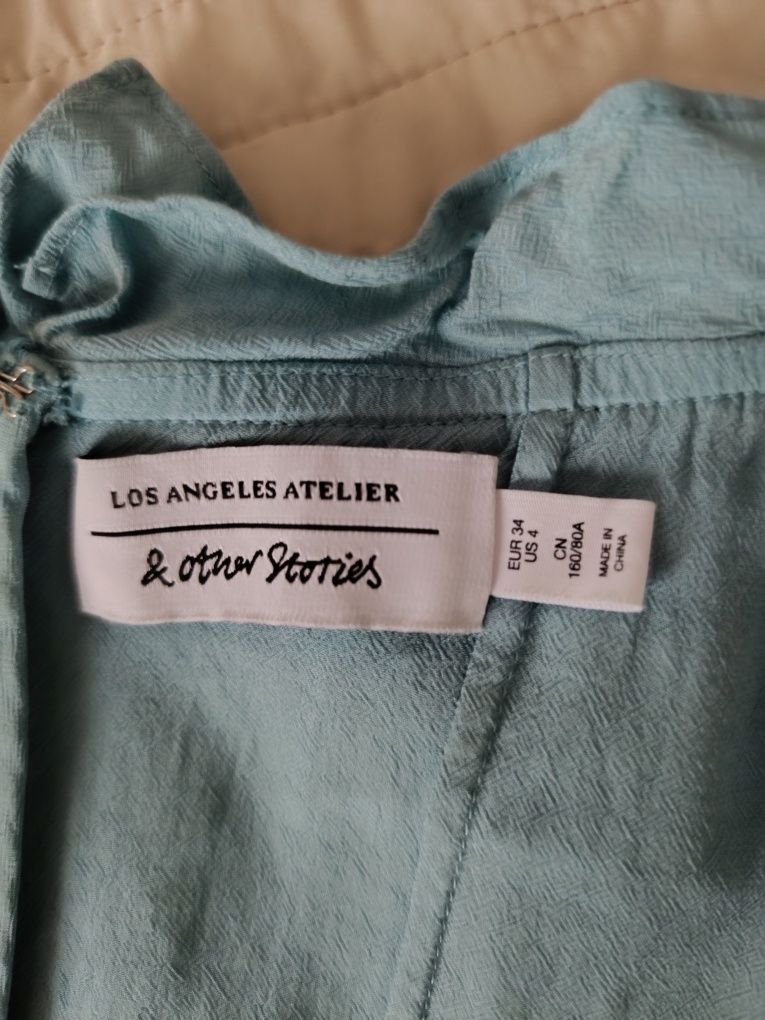 LOS ANGELES ATELIER
& other Stories
EUR 34
US 4
CN
160/80A
MADE IN
CHINA